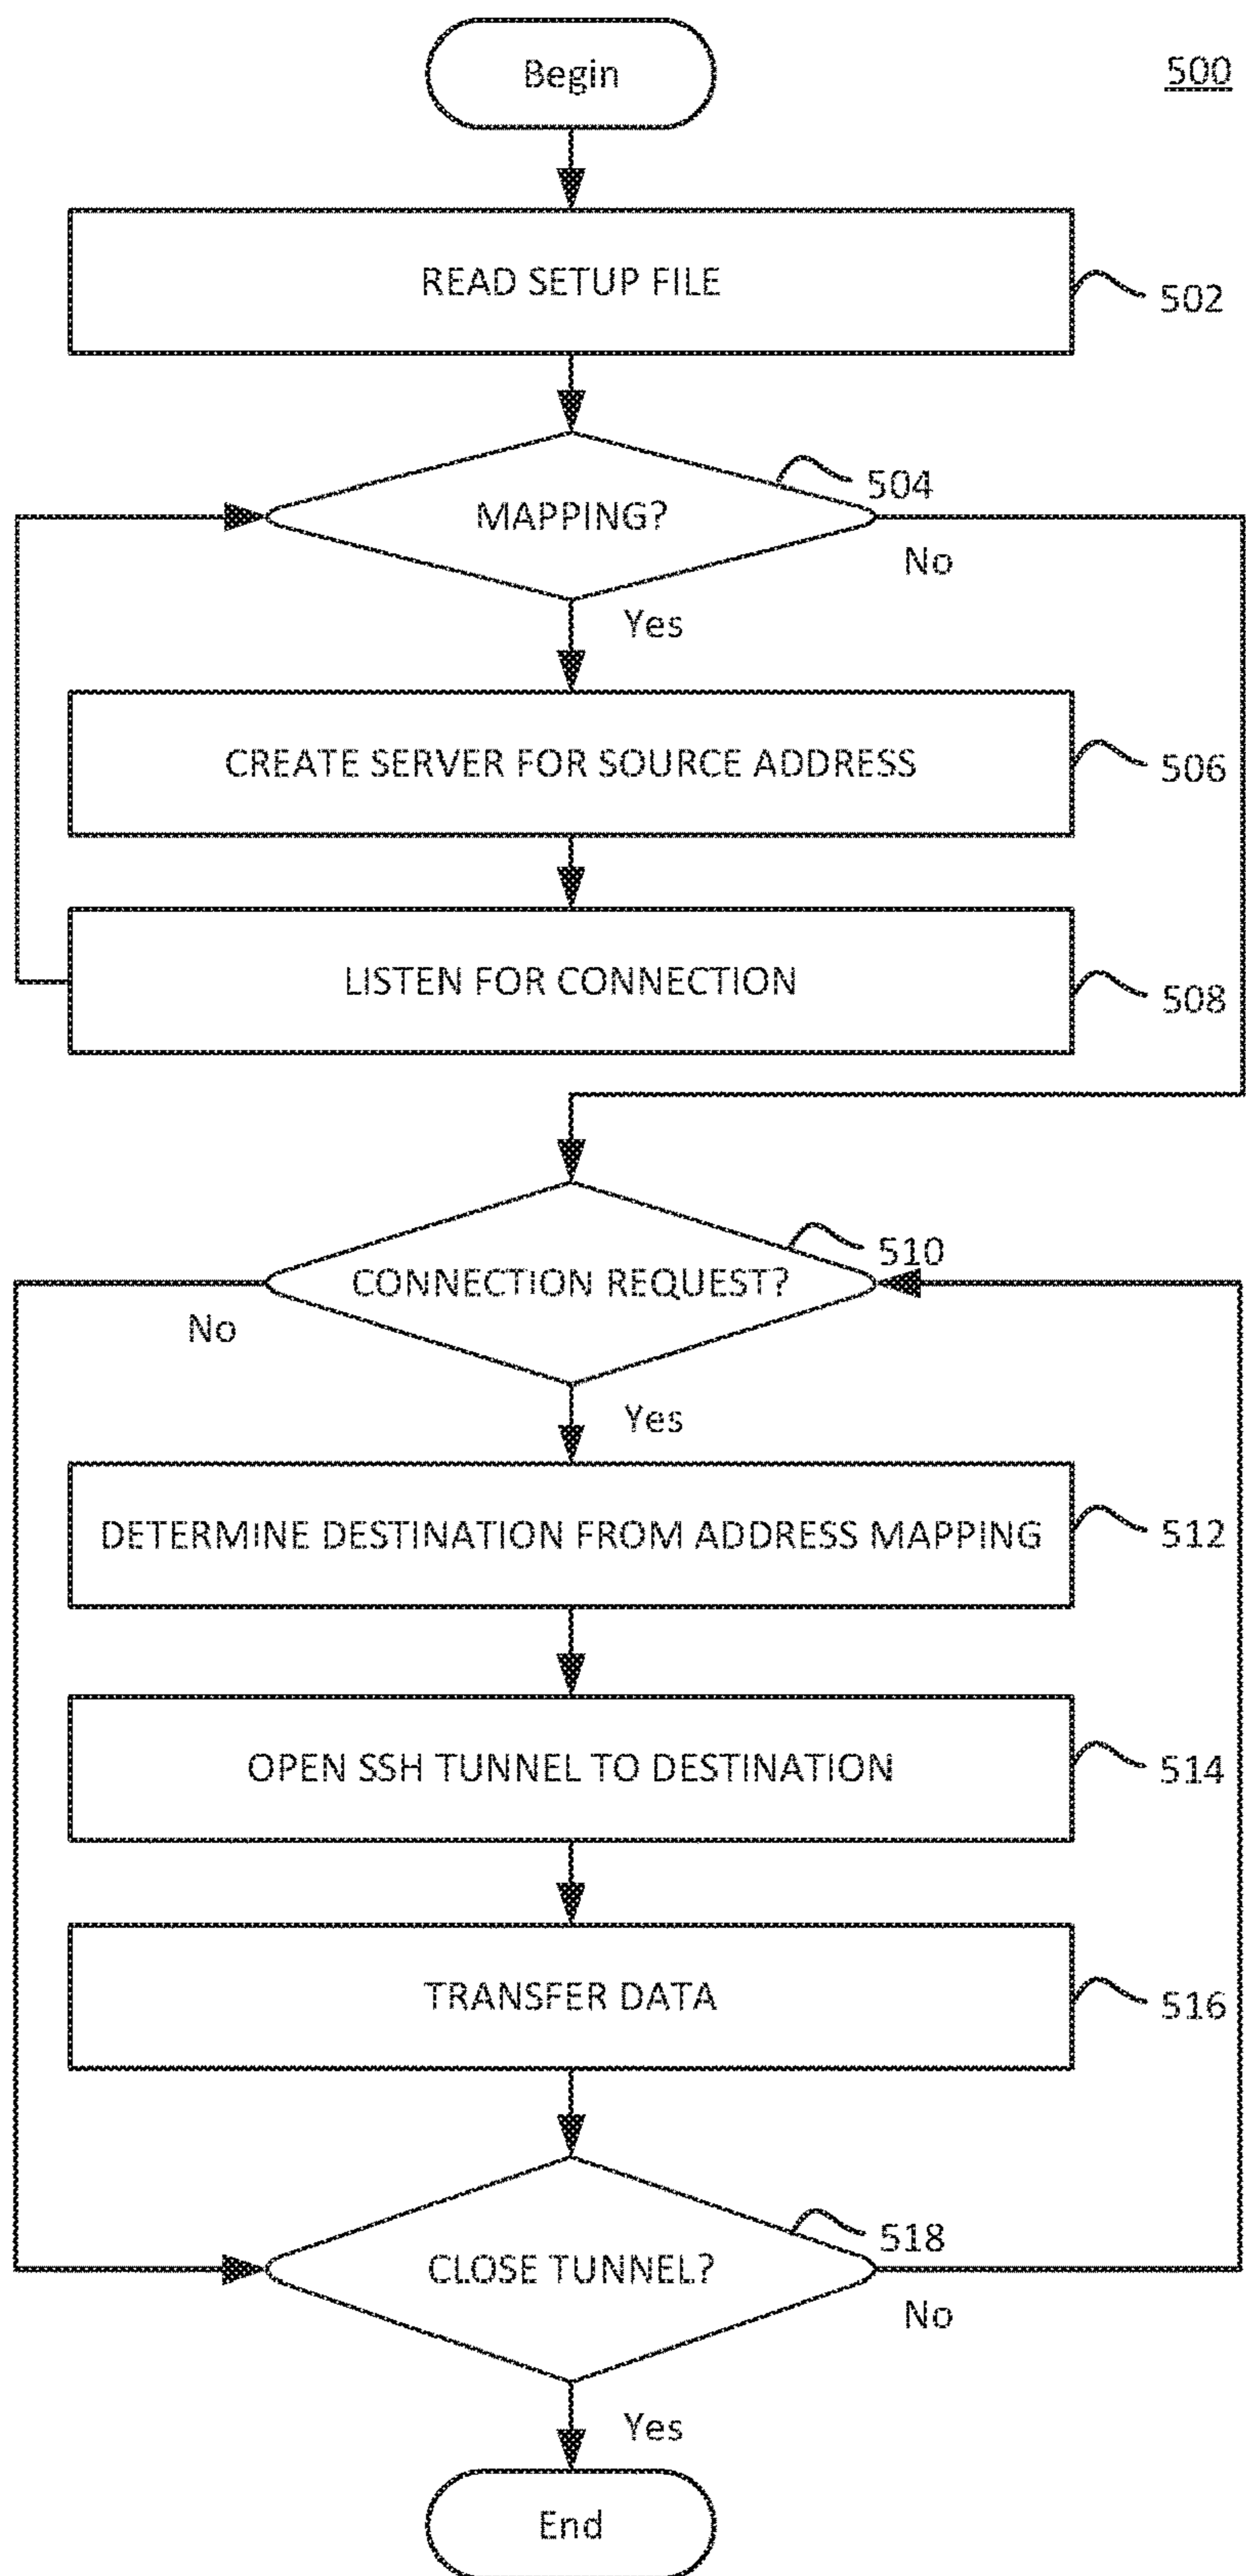 Begin
500
READ SETUP FILE
502
504
MAPPING?
No
Yes
CREATE SERVER FOR SOURCE ADDRESS
506
LISTEN FOR CONNECTION
508
510
CONNECTION REQUEST?
No
Yes
DETERMINE DESTINATION FROM ADDRESS MAPPING
512
OPEN SSH TUNNEL TO DESTINATION
514
TRANSFER DATA
516
518
CLOSE TUNNEL?
No
Yes
End